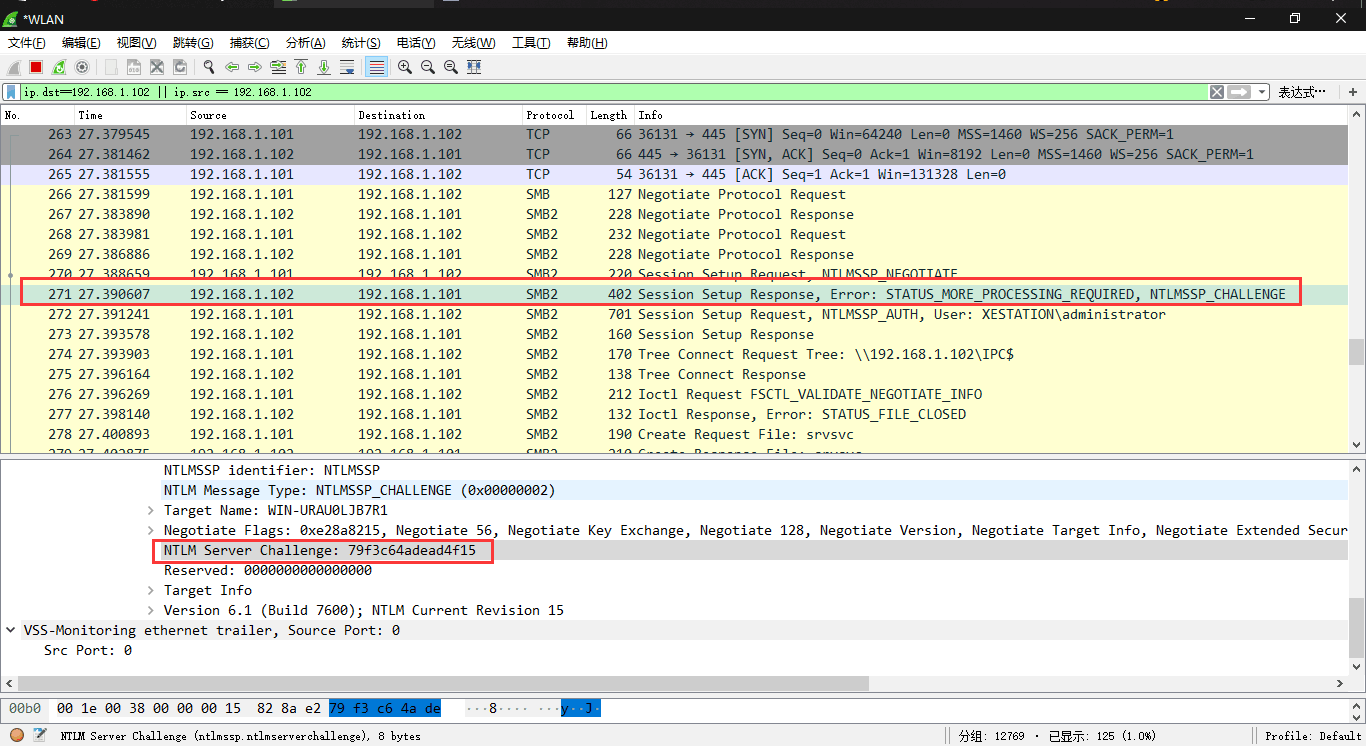 *WLAN
文件(F) 编辑(E) 视图(V) 跳转(G) 捕获(C) 分析(A) 统计(S) 电话(Y) 无线(W) 工具(T) 帮助(H)
ip.dst==192.168.1.102 || ip.src == 192.168.1.102 表达式…
No. Time Source Destination Protocol Length Info
263 27.379545 192.168.1.101 192.168.1.102 TCP 66 36131 → 445 [SYN] Seq=0 Win=64240 Len=0 MSS=1460 WS=256 SACK_PERM=1
264 27.381462 192.168.1.102 192.168.1.101 TCP 66 445 → 36131 [SYN, ACK] Seq=0 Ack=1 Win=8192 Len=0 MSS=1460 WS=256 SACK_PERM=1
265 27.381555 192.168.1.101 192.168.1.102 TCP 54 36131 → 445 [ACK] Seq=1 Ack=1 Win=131328 Len=0
266 27.381599 192.168.1.101 192.168.1.102 SMB 127 Negotiate Protocol Request
267 27.383890 192.168.1.102 192.168.1.101 SMB2 228 Negotiate Protocol Response
268 27.383981 192.168.1.101 192.168.1.102 SMB2 232 Negotiate Protocol Request
269 27.386886 192.168.1.102 192.168.1.101 SMB2 228 Negotiate Protocol Response
270 27.388659 192.168.1.101 192.168.1.102 SMB2 220 Session Setup Request, NTLMSSP_NEGOTIATE
271 27.390607 192.168.1.102 192.168.1.101 SMB2 402 Session Setup Response, Error: STATUS_MORE_PROCESSING_REQUIRED, NTLMSSP_CHALLENGE
272 27.391241 192.168.1.101 192.168.1.102 SMB2 701 Session Setup Request, NTLMSSP_AUTH, User: XESTATION\administrator
273 27.393578 192.168.1.102 192.168.1.101 SMB2 160 Session Setup Response
274 27.393903 192.168.1.101 192.168.1.102 SMB2 170 Tree Connect Request Tree: \\192.168.1.102\IPC$
275 27.396164 192.168.1.102 192.168.1.101 SMB2 138 Tree Connect Response
276 27.396269 192.168.1.101 192.168.1.102 SMB2 212 Ioctl Request FSCTL_VALIDATE_NEGOTIATE_INFO
277 27.398140 192.168.1.102 192.168.1.101 SMB2 132 Ioctl Response, Error: STATUS_FILE_CLOSED
278 27.400893 192.168.1.101 192.168.1.102 SMB2 190 Create Request File: srvsvc
NTLMSSP identifier: NTLMSSP
NTLM Message Type: NTLMSSP_CHALLENGE (0x00000002)
Target Name: WIN-URAU0LJB7R1
Negotiate Flags: 0xe28a8215, Negotiate 56, Negotiate Key Exchange, Negotiate 128, Negotiate Version, Negotiate Target Info, Negotiate Extended Secur
NTLM Server Challenge: 79f3c64adead4f15
Reserved: 0000000000000000
Target Info
Version 6.1 (Build 7600); NTLM Current Revision 15
VSS-Monitoring ethernet trailer, Source Port: 0
Src Port: 0
00b0 00 1e 00 38 00 00 00 15 82 8a e2 79 f3 c6 4a de ···8···· ···y··J·
NTLM Server Challenge (ntlmssp.ntlmserverchallenge), 8 bytes 分组: 12769 · 已显示: 125 (1.0%) Profile: Default